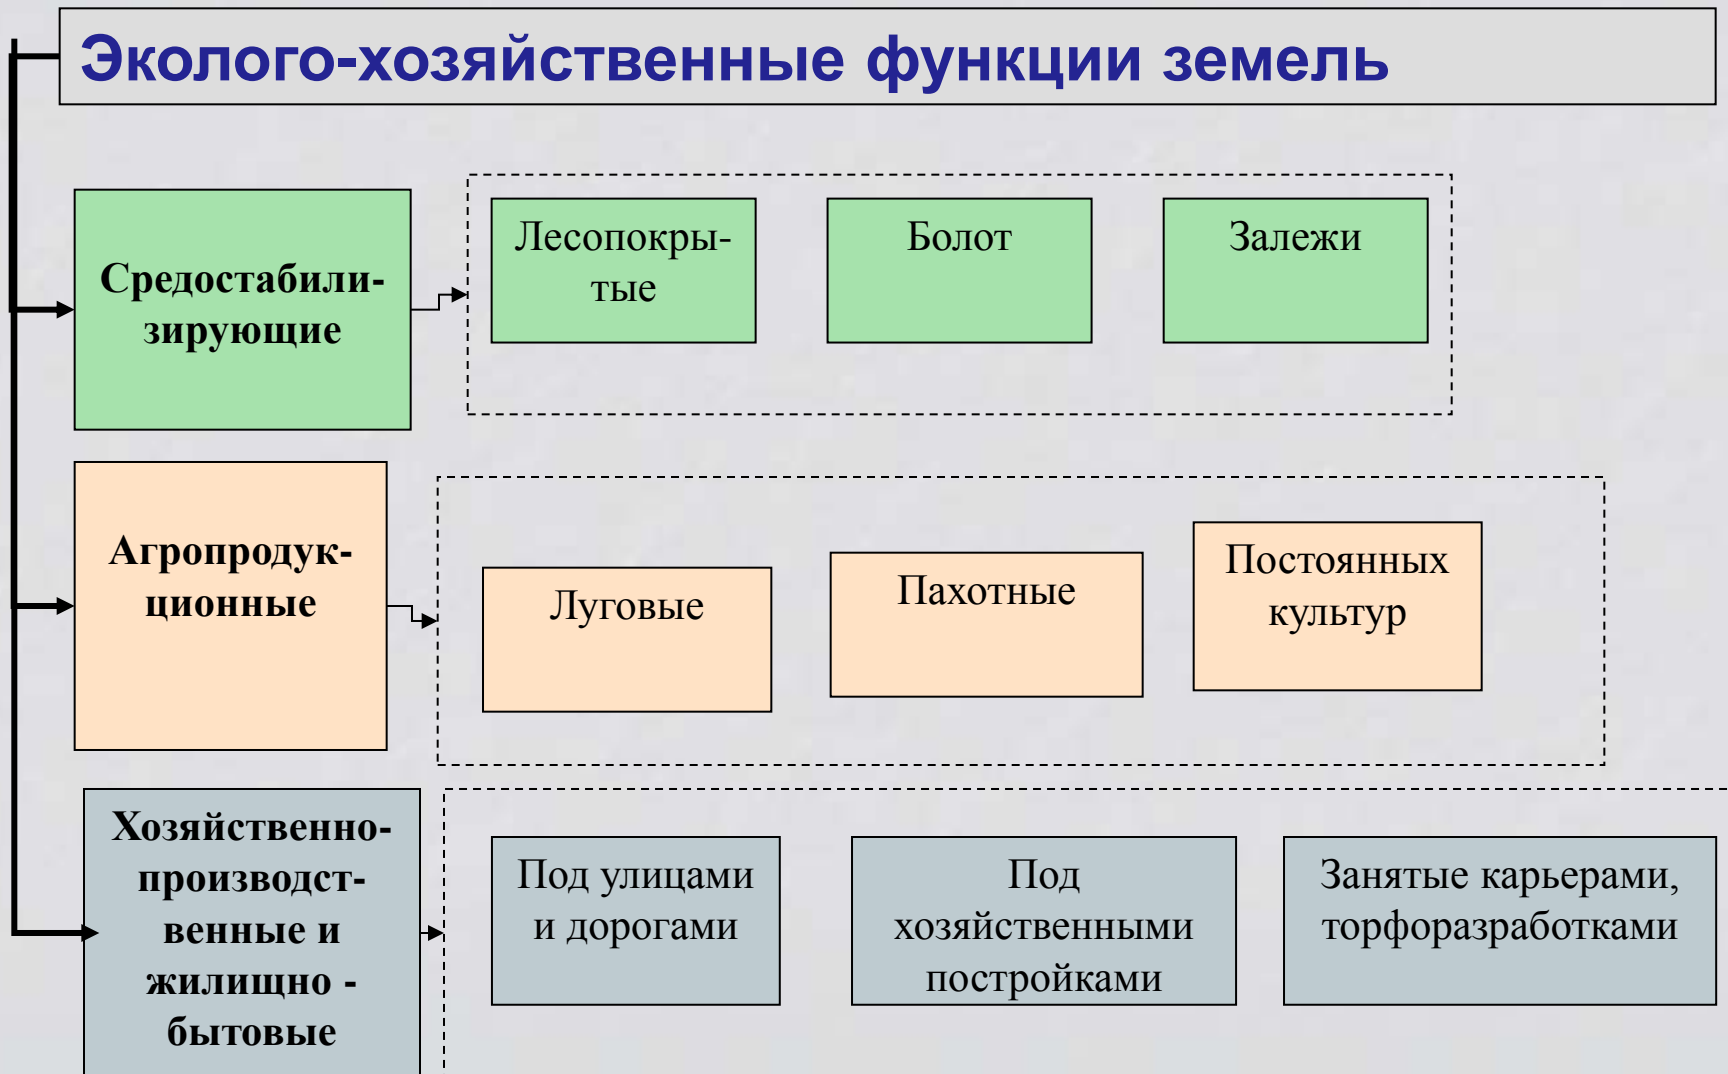 Эколого-хозяйственные функции земель
Средостабили-
зирующие
Лесопокры-
тые
Болот
Залежи
Агропродук-
ционные
Луговые
Пахотные
Постоянных
культур
Хозяйственно-
производст-
венные и
жилищно -
бытовые
Под улицами
и дорогами
Под
хозяйственными
постройками
Занятые карьерами,
торфоразработками